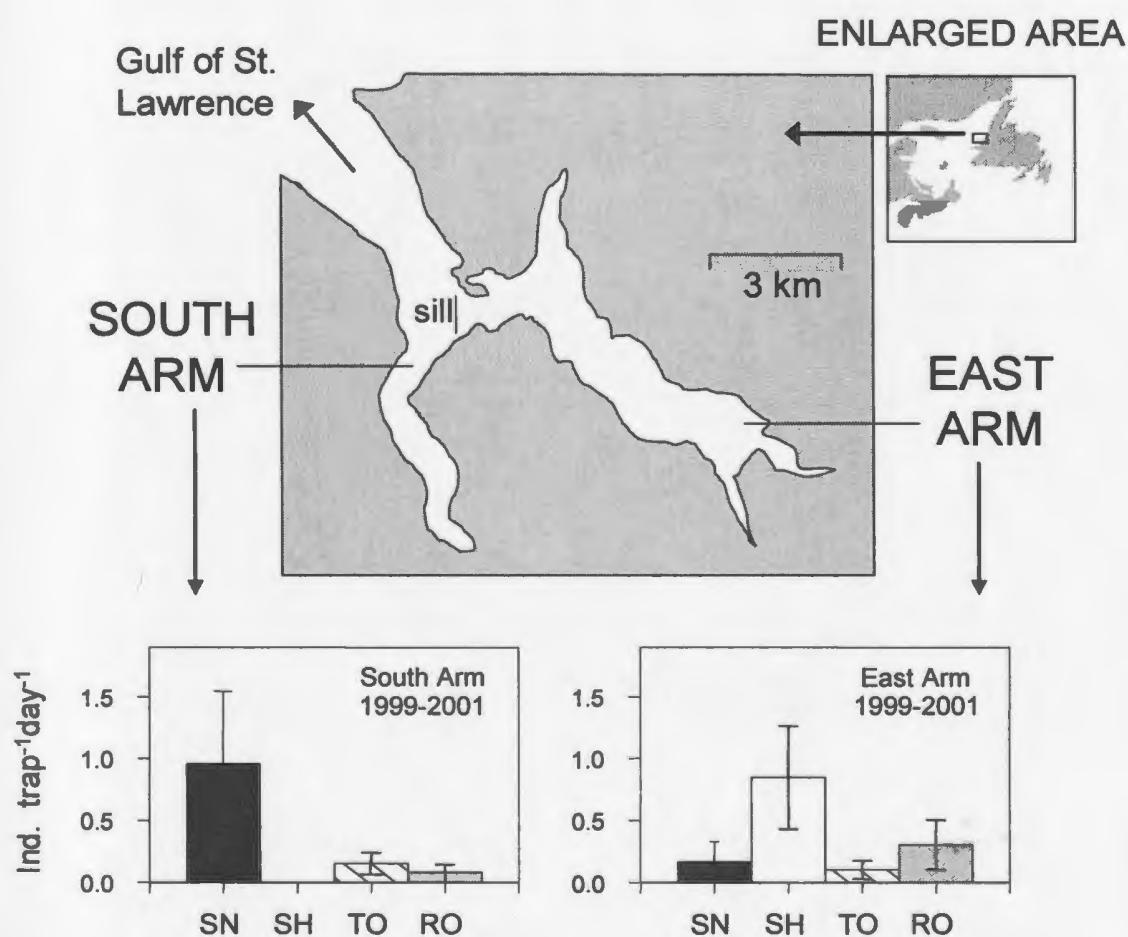 ENLARGED AREA
Gulf of St.
Lawrence
3 km
sill
SOUTH
ARM
EAST
ARM
Ind. trap⁻¹day⁻¹
South Arm
1999-2001
1.5
1.0
0.5
0.0
SN SH TO RO
East Arm
1999-2001
1.5
1.0
0.5
0.0
SN SH TO RO